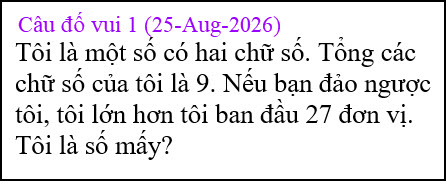 Câu đố vui 1 (25-Aug-2026)
Tôi là một số có hai chữ số. Tổng các
chữ số của tôi là 9. Nếu bạn đảo ngược
tôi, tôi lớn hơn tôi ban đầu 27 đơn vị.
Tôi là số mấy?